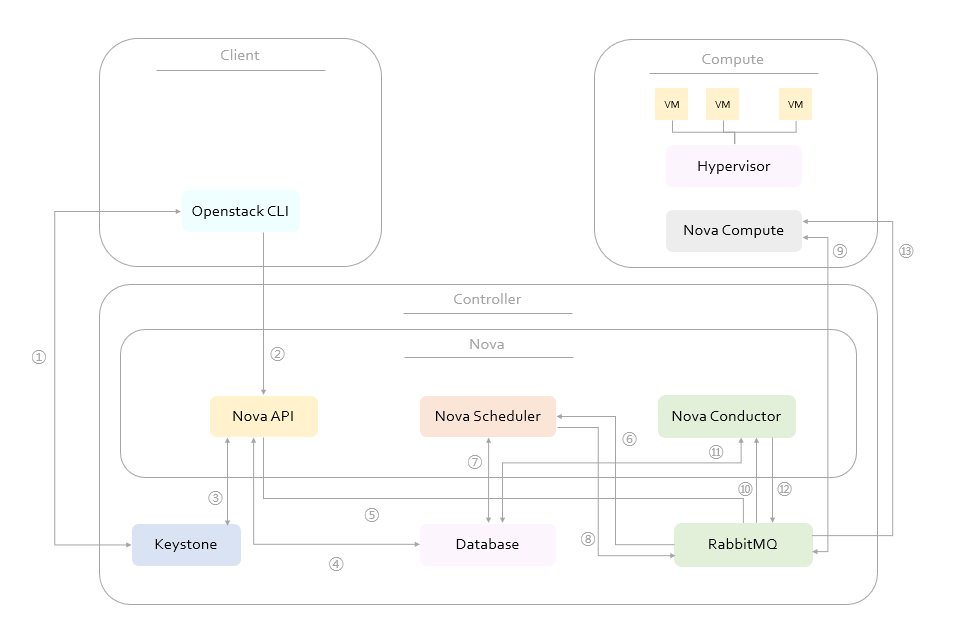 Client
Compute
VM
VM
VM
Hypervisor
Openstack CLI
Nova Compute
⑨
⑬
Controller
Nova
①
②
Nova API
Nova Scheduler
Nova Conductor
⑥
⑪
⑦
⑩
⑫
③
⑤
⑧
Keystone
Database
RabbitMQ
④